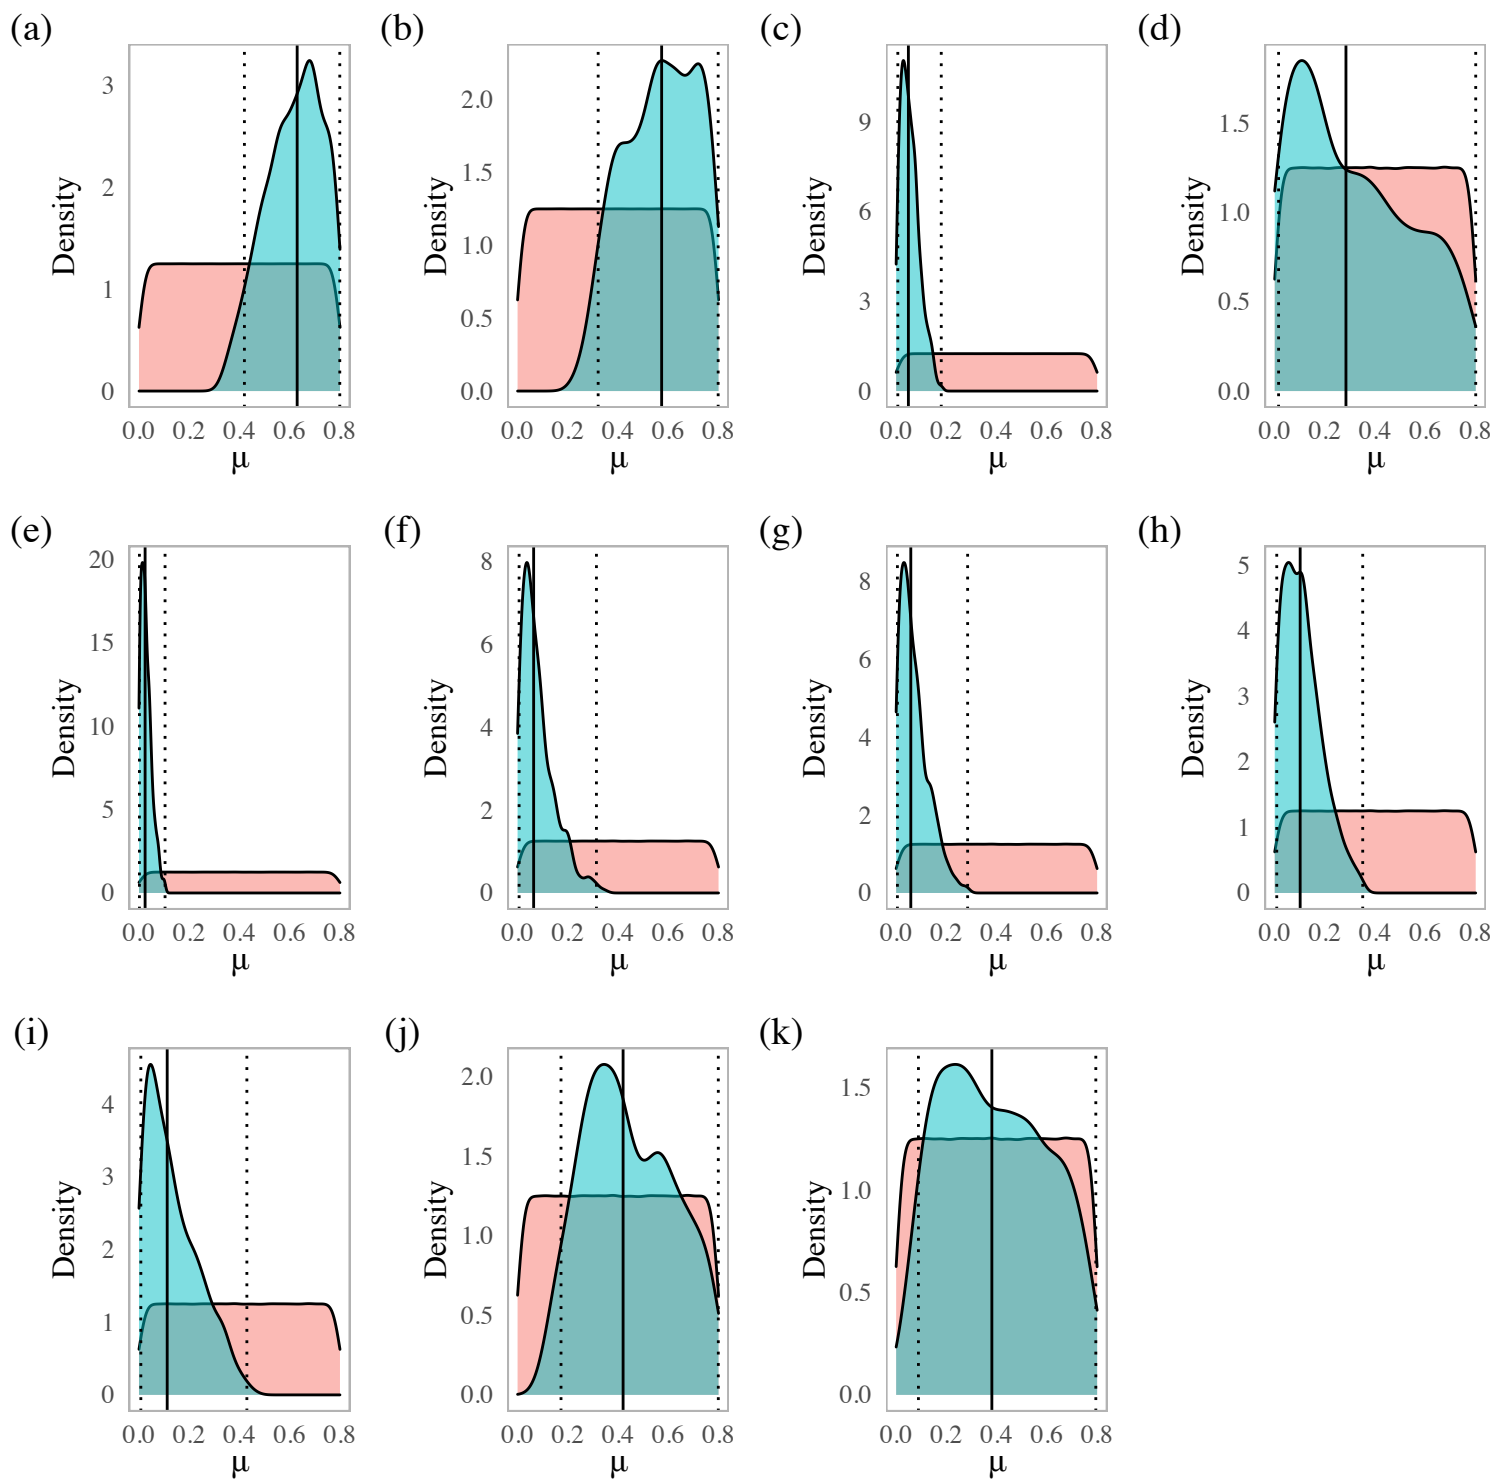 (a) (b) (c) (d)
Density 3 2 1 0
Density 2.0 1.5 1.0 0.5 0.0
Density 9 6 3 0
Density 1.5 1.0 0.5 0.0
0.0 0.2 0.4 0.6 0.8 0.0 0.2 0.4 0.6 0.8 0.0 0.2 0.4 0.6 0.8 0.0 0.2 0.4 0.6 0.8
μ μ μ μ
(e) (f) (g) (h)
Density 20 15 10 5 0
Density 8 6 4 2 0
Density 8 6 4 2 0
Density 5 4 3 2 1 0
0.0 0.2 0.4 0.6 0.8 0.0 0.2 0.4 0.6 0.8 0.0 0.2 0.4 0.6 0.8 0.0 0.2 0.4 0.6 0.8
μ μ μ μ
(i) (j) (k)
Density 4 3 2 1 0
Density 2.0 1.5 1.0 0.5 0.0
Density 1.5 1.0 0.5 0.0
0.0 0.2 0.4 0.6 0.8 0.0 0.2 0.4 0.6 0.8 0.0 0.2 0.4 0.6 0.8
μ μ μ